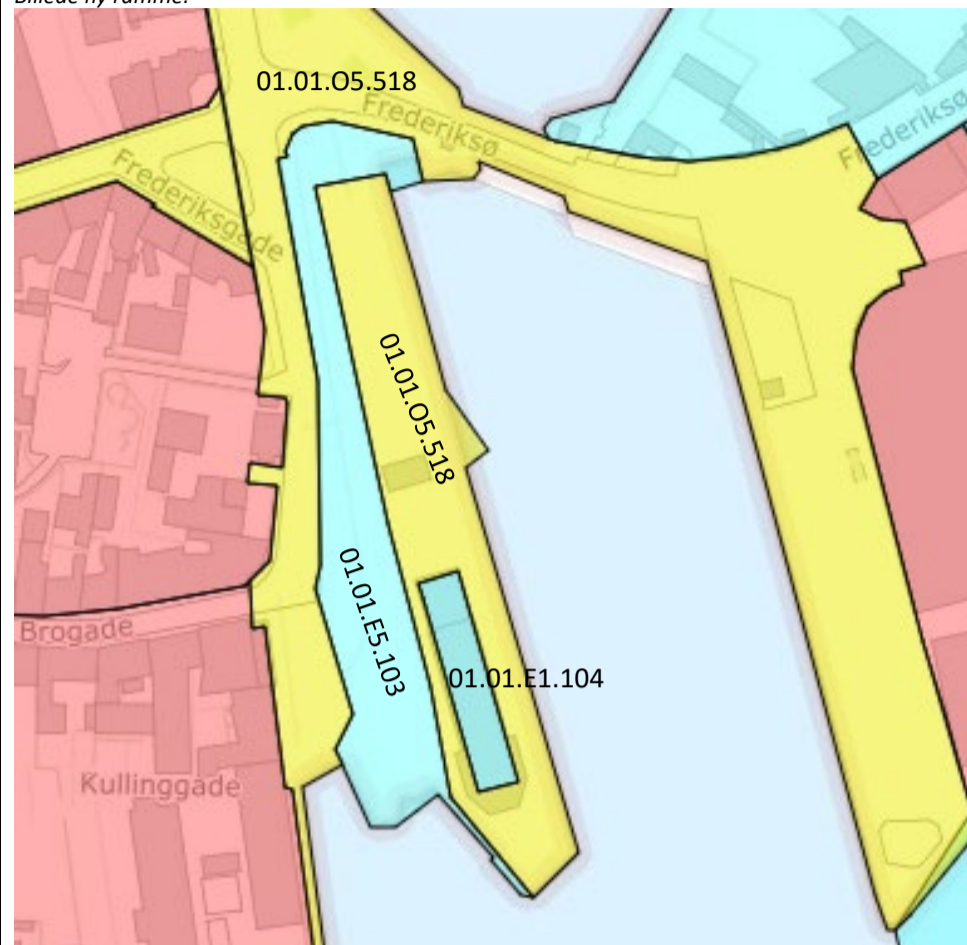 Billede ny ramme:
01.01.O5.518
Frederiksø
Frederiksø
Frederiksgade
01.01.O5.518
01.01.E5.103
Brogade
01.01.E1.104
Kullinggade